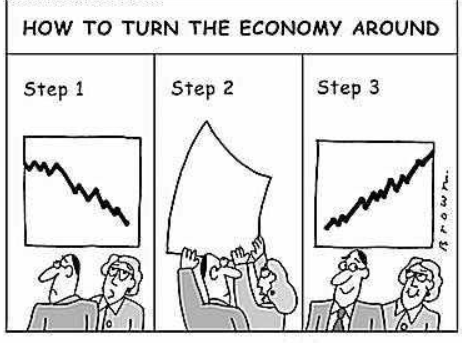 HOW TO TURN THE ECONOMY AROUND
Step 1
Step 2
Step 3
Brown.